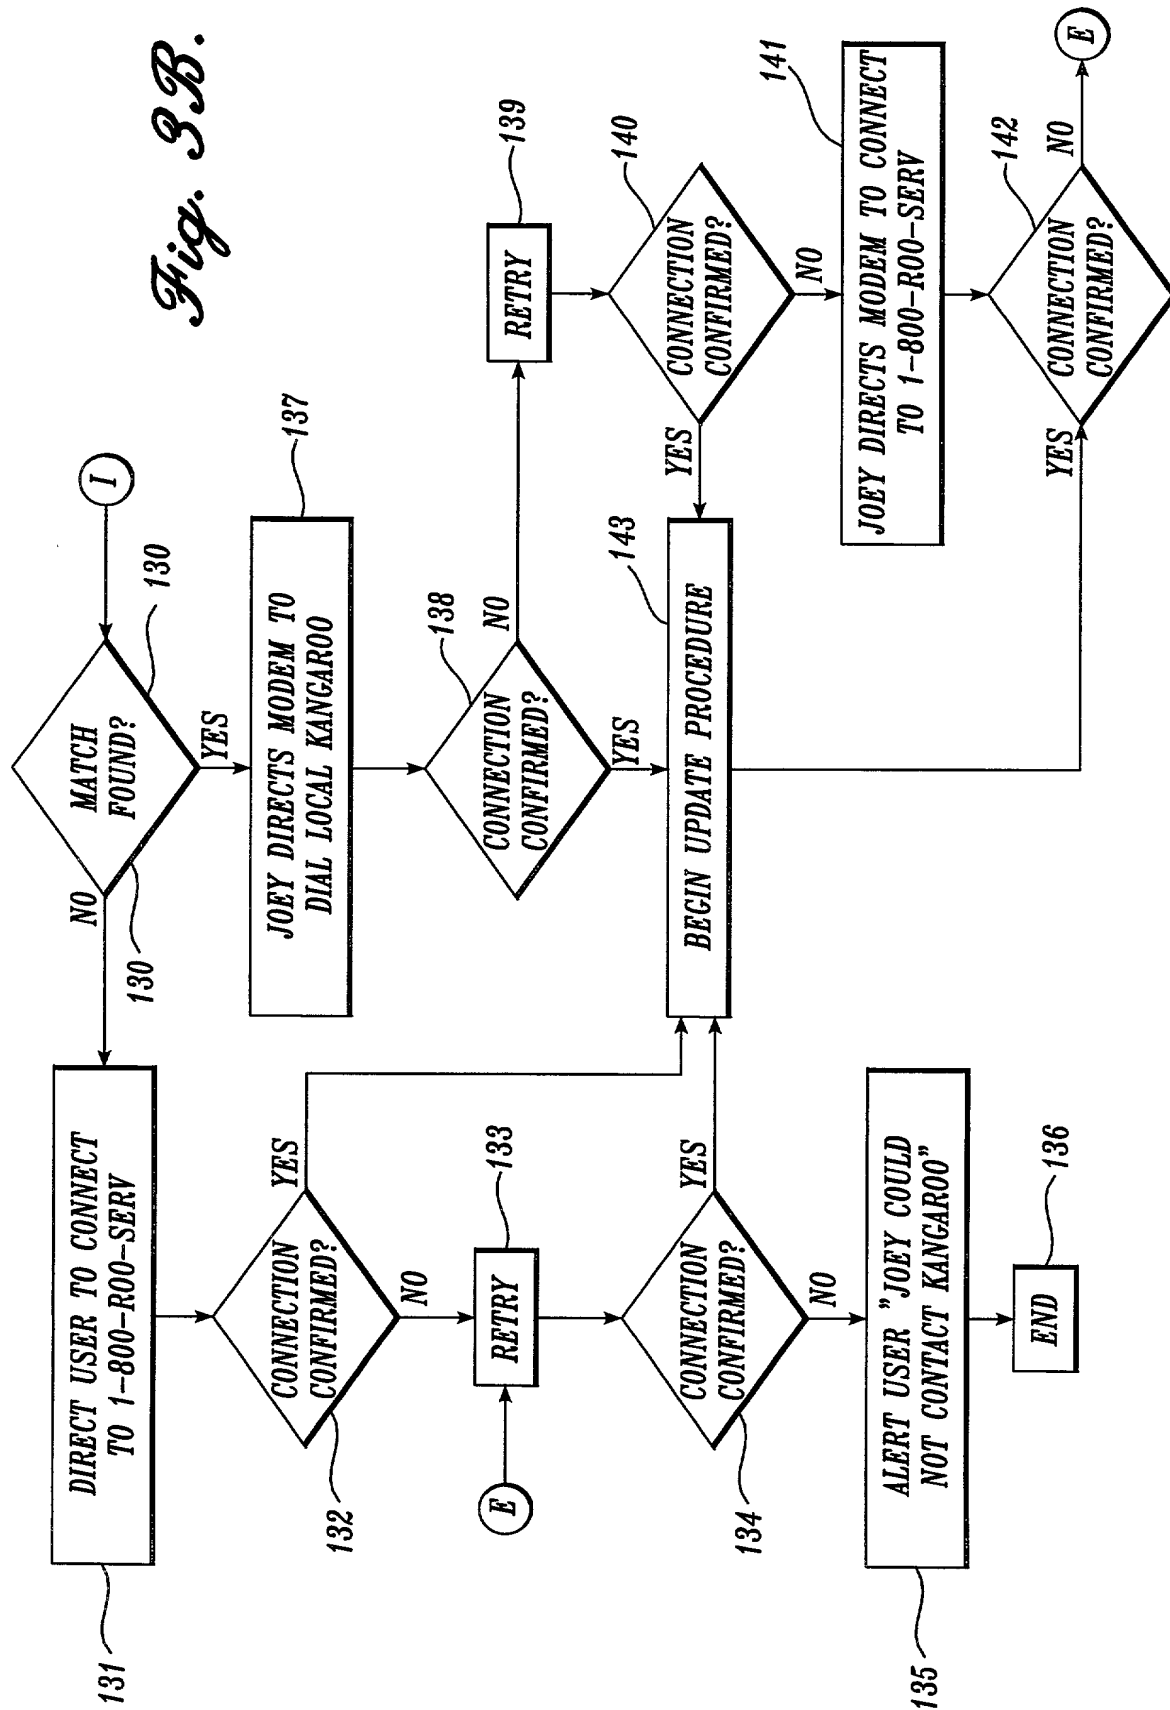 Fig. 3B.
I
MATCH
FOUND?
130
130
NO
YES
131
DIRECT USER TO CONNECT
TO 1-800-ROO-SERV
132
CONNECTION
CONFIRMED?
YES
NO
E
RETRY
133
134
CONNECTION
CONFIRMED?
YES
NO
135
ALERT USER "JOEY COULD
NOT CONTACT KANGAROO"
END
136
137
JOEY DIRECTS MODEM TO
DIAL LOCAL KANGAROO
138
CONNECTION
CONFIRMED?
NO
YES
143
BEGIN UPDATE PROCEDURE
139
RETRY
140
CONNECTION
CONFIRMED?
YES
NO
141
JOEY DIRECTS MODEM TO CONNECT
TO 1-800-ROO-SERV
142
CONNECTION
CONFIRMED?
YES
NO
E